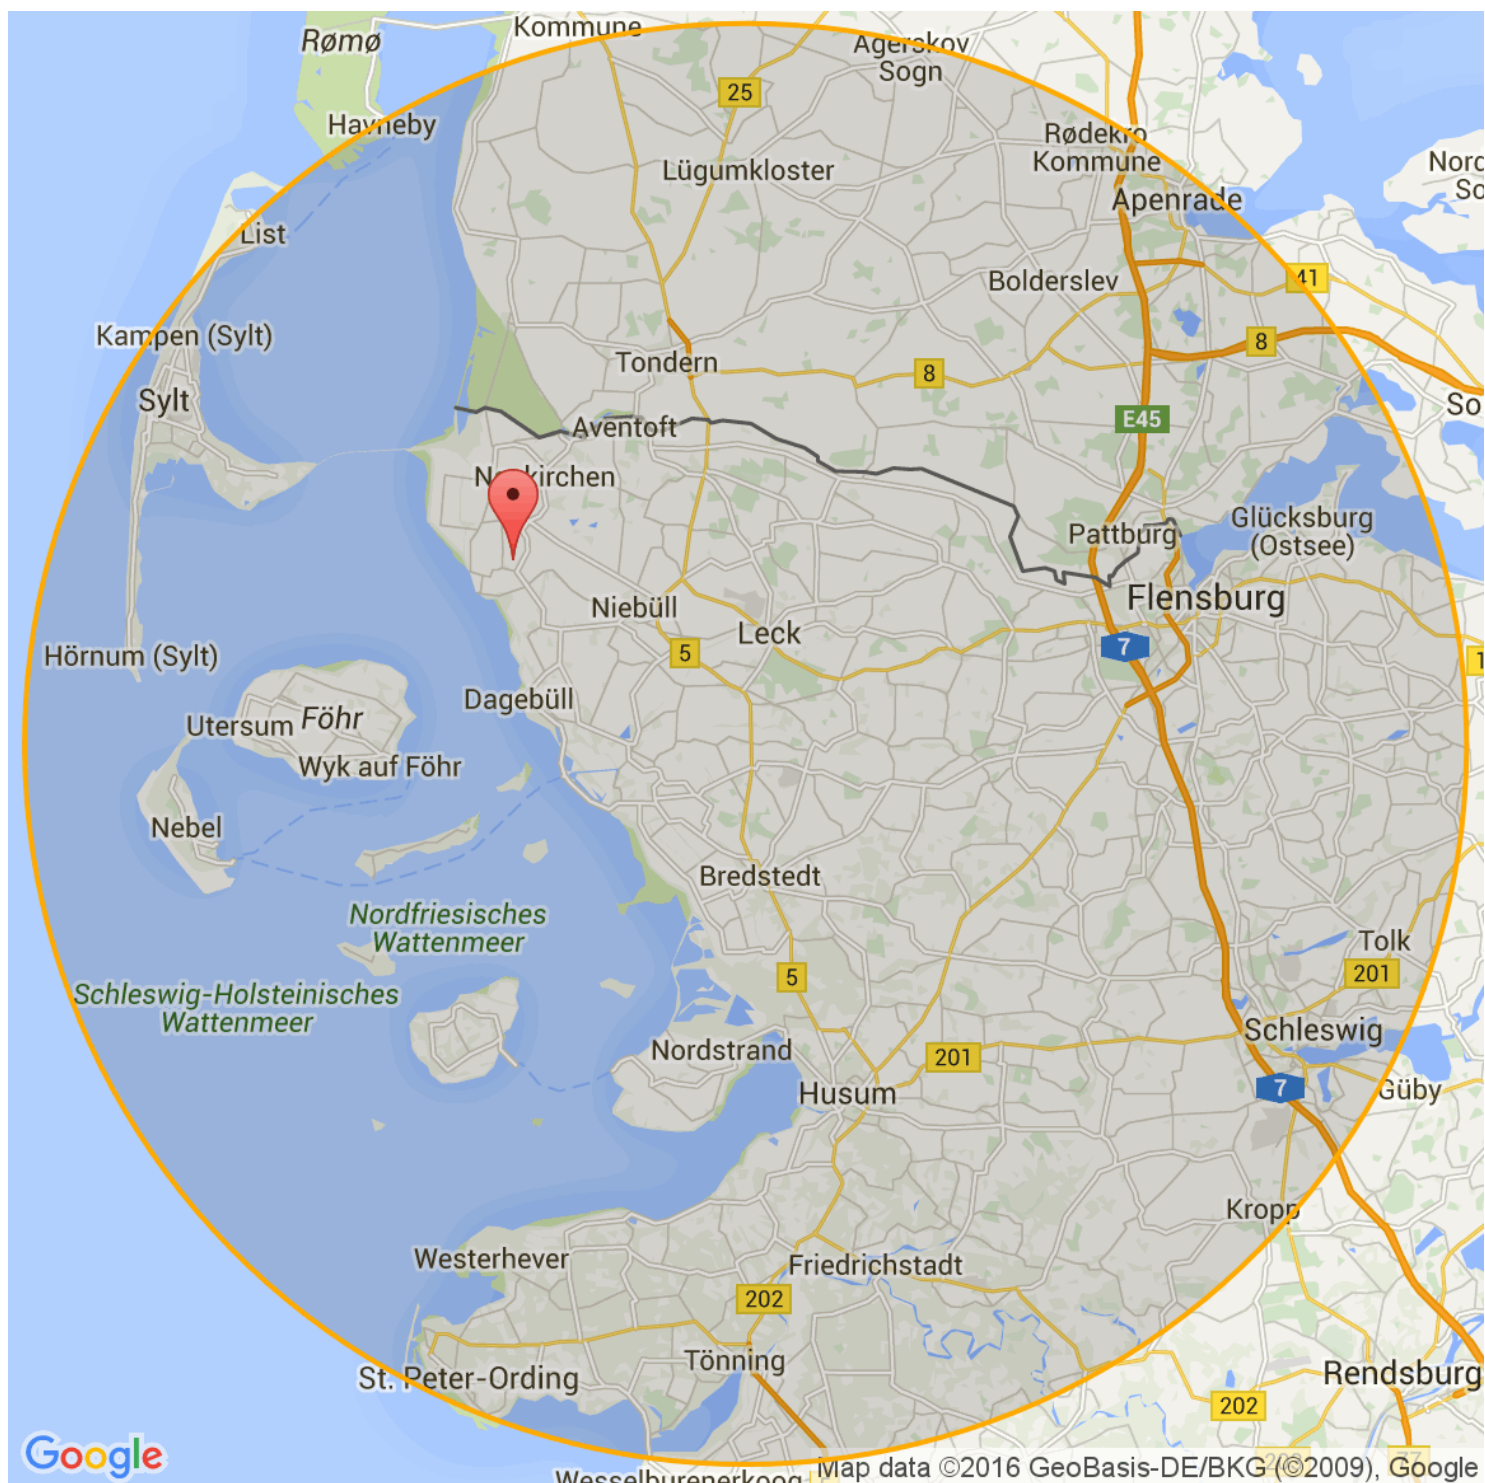 Kommune
Rømø
Agerskov
Sogn
25
Havneby
Rødekro
Kommune
Lügumkloster
Apenrade
List
Bolderslev
41
Kampen (Sylt)
8
Tondern
8
Sylt
E45
Aventoft
Glücksburg
(Ostsee)
Pattburg
Flensburg
Niebüll
Leck
7
5
Hörnum (Sylt)
Dagebüll
Utersum
Föhr
Wyk auf Föhr
Nebel
Bredstedt
Nordfriesisches
Wattenmeer
Tolk
201
5
Schleswig-Holsteinisches
Wattenmeer
Schleswig
Nordstrand
201
Husum
7
Güby
Kropp
Westerhever
Friedrichstadt
202
Tönning
St. Peter-Ording
Rendsburg
202
Google
Map data ©2016 GeoBasis-DE/BKG (©2009), Google
Wesselburenerkoog